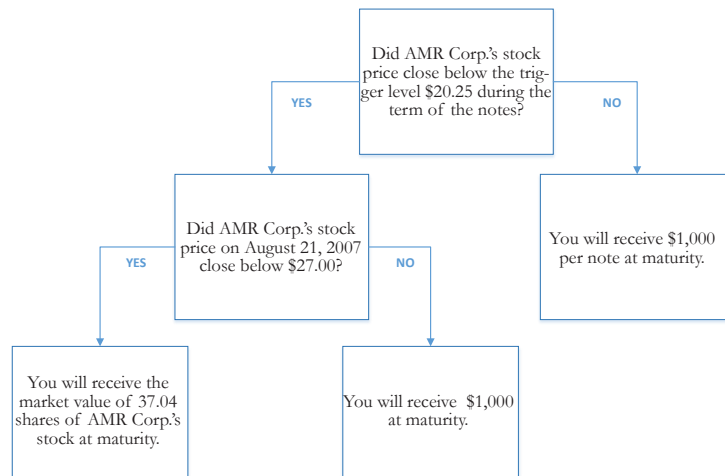 Did AMR Corp.'s stock
price close below the trig-
ger level $20.25 during the
term of the notes?
YES
NO
Did AMR Corp.'s stock
price on August 21, 2007
close below $27.00?
You will receive $1,000
per note at maturity.
YES
NO
You will receive the
market value of 37.04
shares of AMR Corp.'s
stock at maturity.
You will receive $1,000
at maturity.